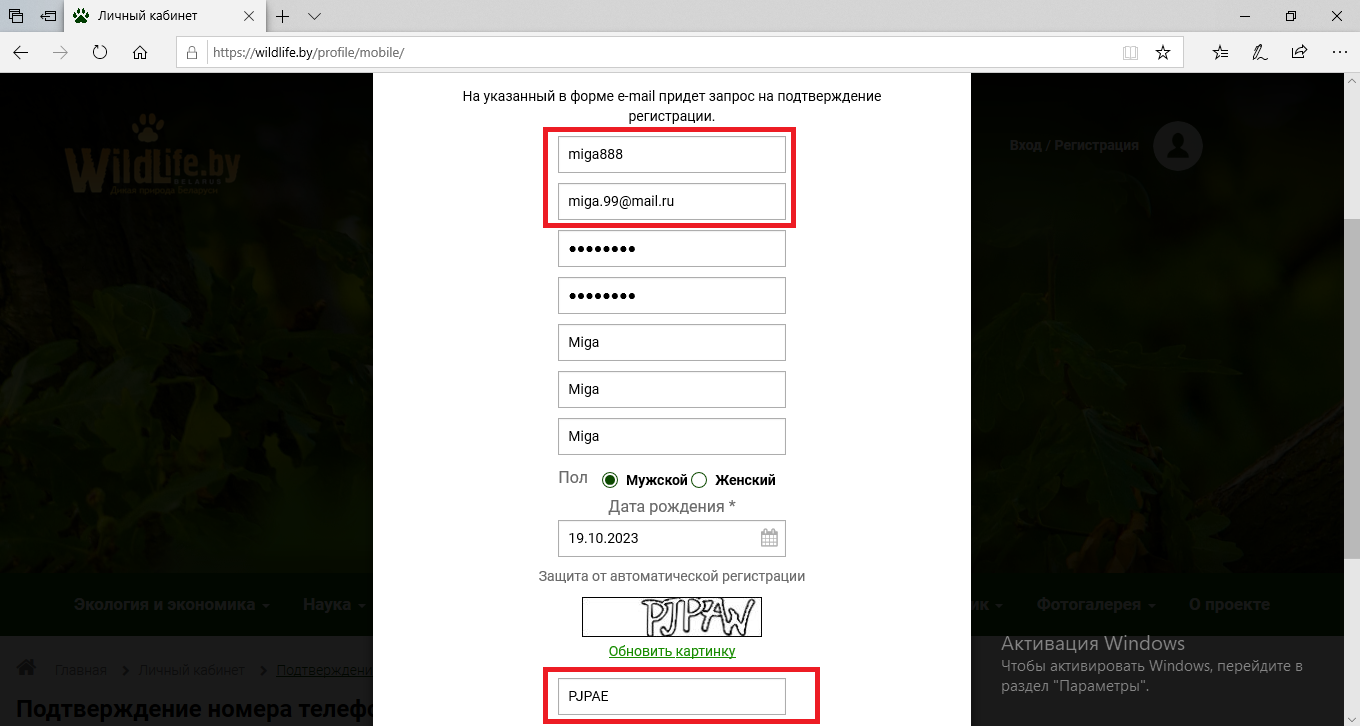 Личный кабинет
https://wildlife.by/profile/mobile/
На указанный в форме e-mail придет запрос на подтверждение
регистрации.
WildLife.by
BELARUS
Дикая природа Беларуси
Вход / Регистрация
miga888
miga.99@mail.ru
●●●●●●●●
●●●●●●●●
Miga
Miga
Miga
Пол Мужской Женский
Дата рождения *
19.10.2023
Защита от автоматической регистрации
Экология и экономика Наука ик Фотогалерея О проекте
PJPAW
Обновить картинку
Активация Windows
Чтобы активировать Windows, перейдите в
раздел "Параметры".
Главная Личный кабинет Подтверждени
PJPAE
Подтверждение номера телефо